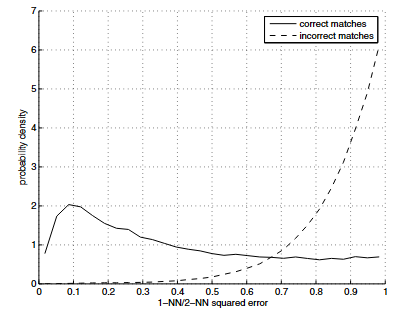 7
6
5
4
3
2
1
0
probability density
correct matches
incorrect matches
0 0.1 0.2 0.3 0.4 0.5 0.6 0.7 0.8 0.9 1
1−NN/2−NN squared error